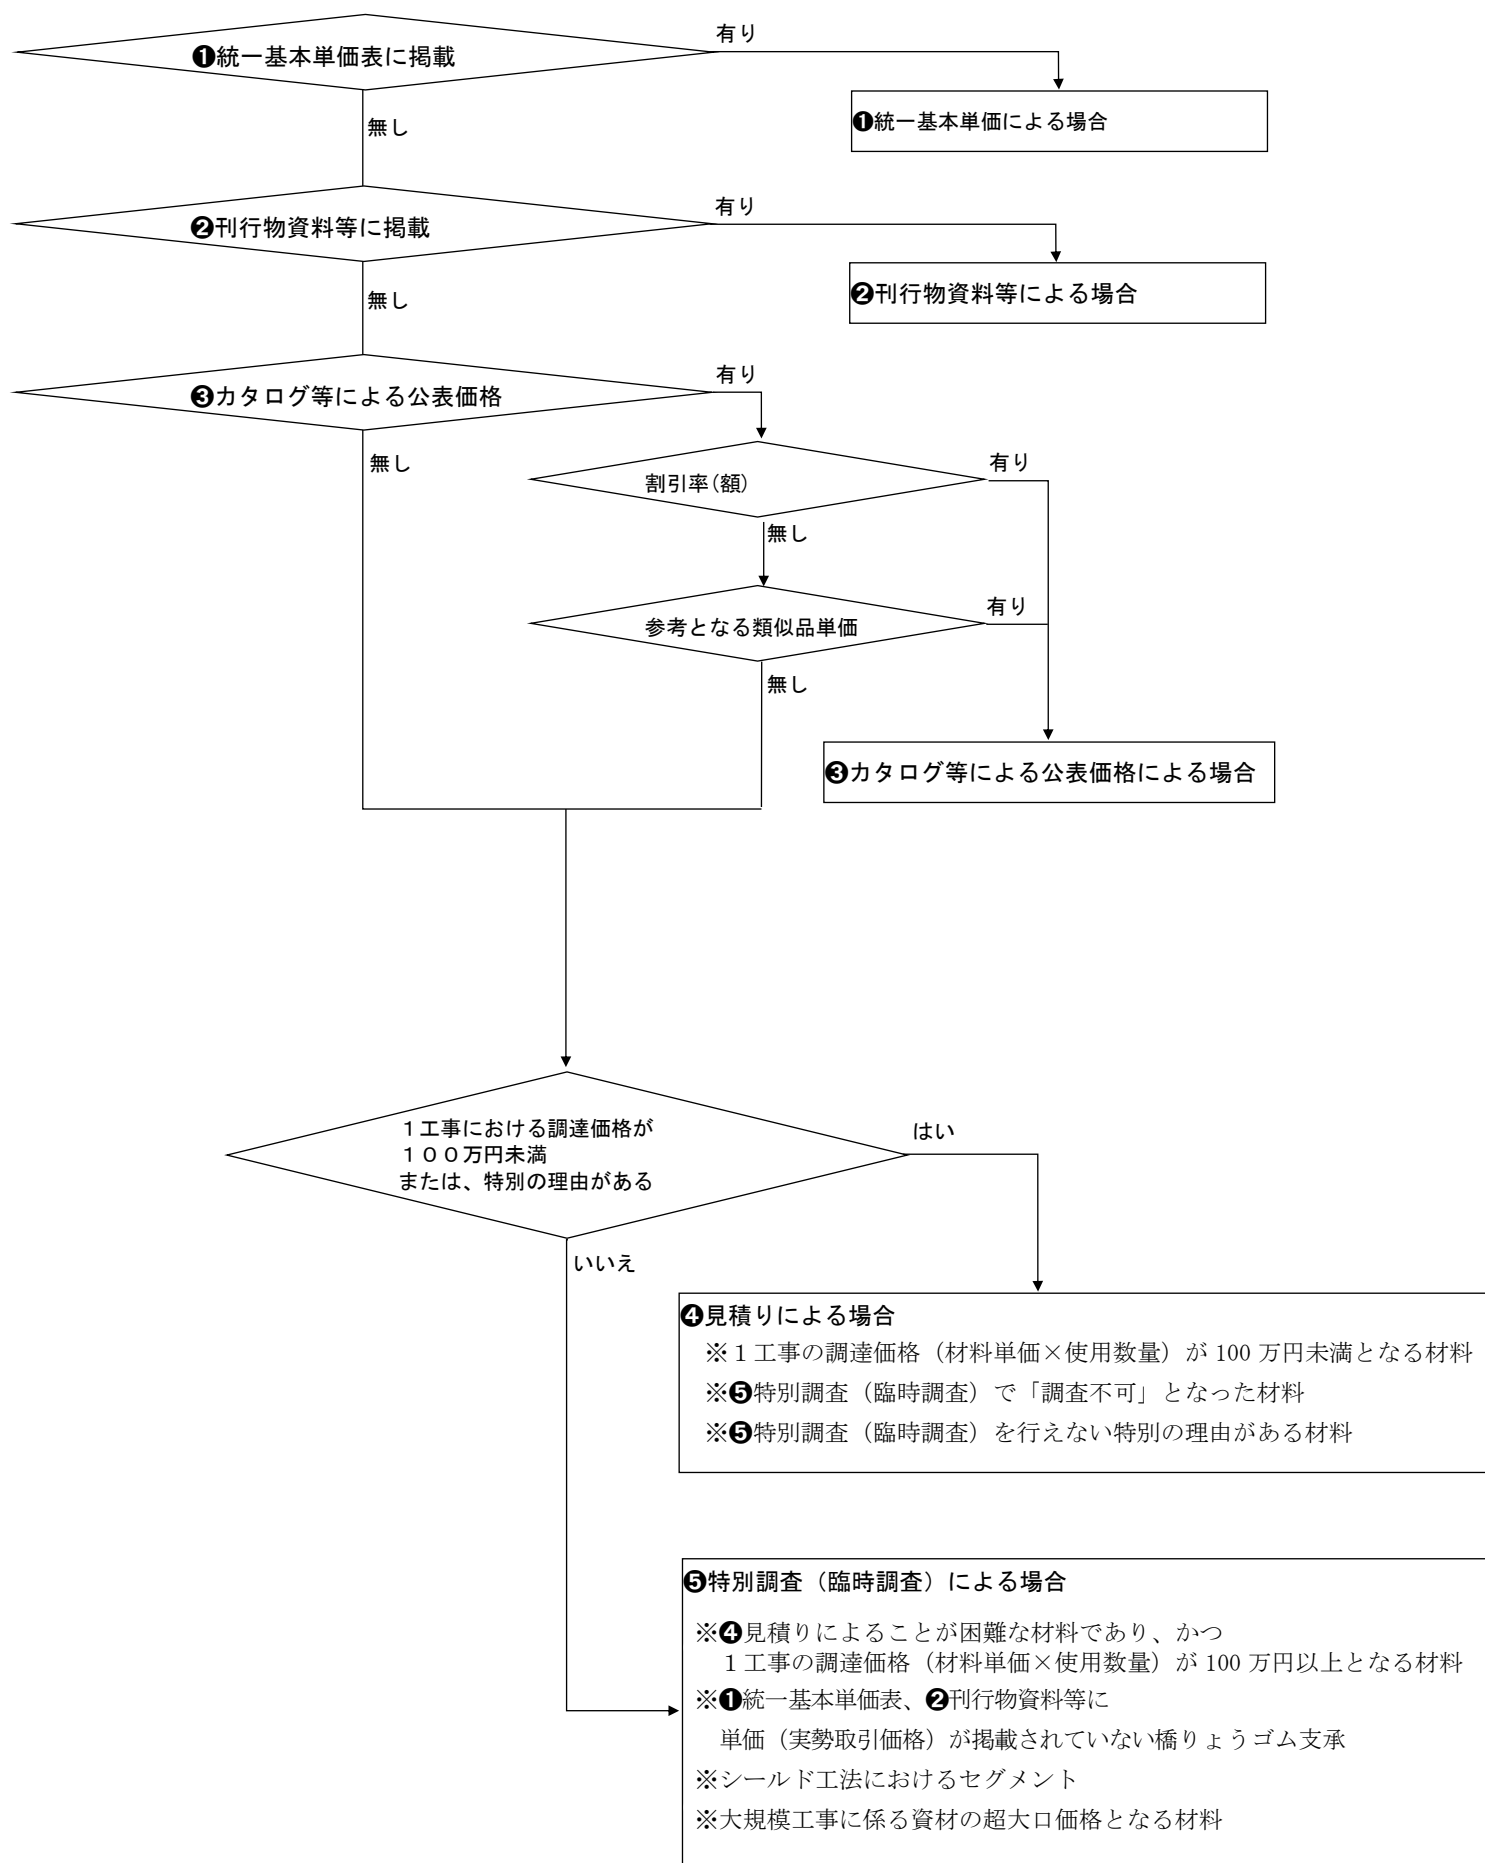 ❶統一基本単価表に掲載
有り
❶統一基本単価による場合
無し
❷刊行物資料等に掲載
有り
❷刊行物資料等による場合
無し
❸カタログ等による公表価格
有り
無し
割引率(額)
有り
無し
参考となる類似品単価
有り
無し
❸カタログ等による公表価格による場合
１工事における調達価格が
１００万円未満
または、特別の理由がある
はい
いいえ
❹見積りによる場合
※１工事の調達価格（材料単価×使用数量）が 100 万円未満となる材料
※❺特別調査（臨時調査）で「調査不可」となった材料
※❺特別調査（臨時調査）を行えない特別の理由がある材料
❺特別調査（臨時調査）による場合
※❹見積りによることが困難な材料であり、かつ
１工事の調達価格（材料単価×使用数量）が 100 万円以上となる材料
※❶統一基本単価表、❷刊行物資料等に
単価（実勢取引価格）が掲載されていない橋りょうゴム支承
※シールド工法におけるセグメント
※大規模工事に係る資材の超大口価格となる材料